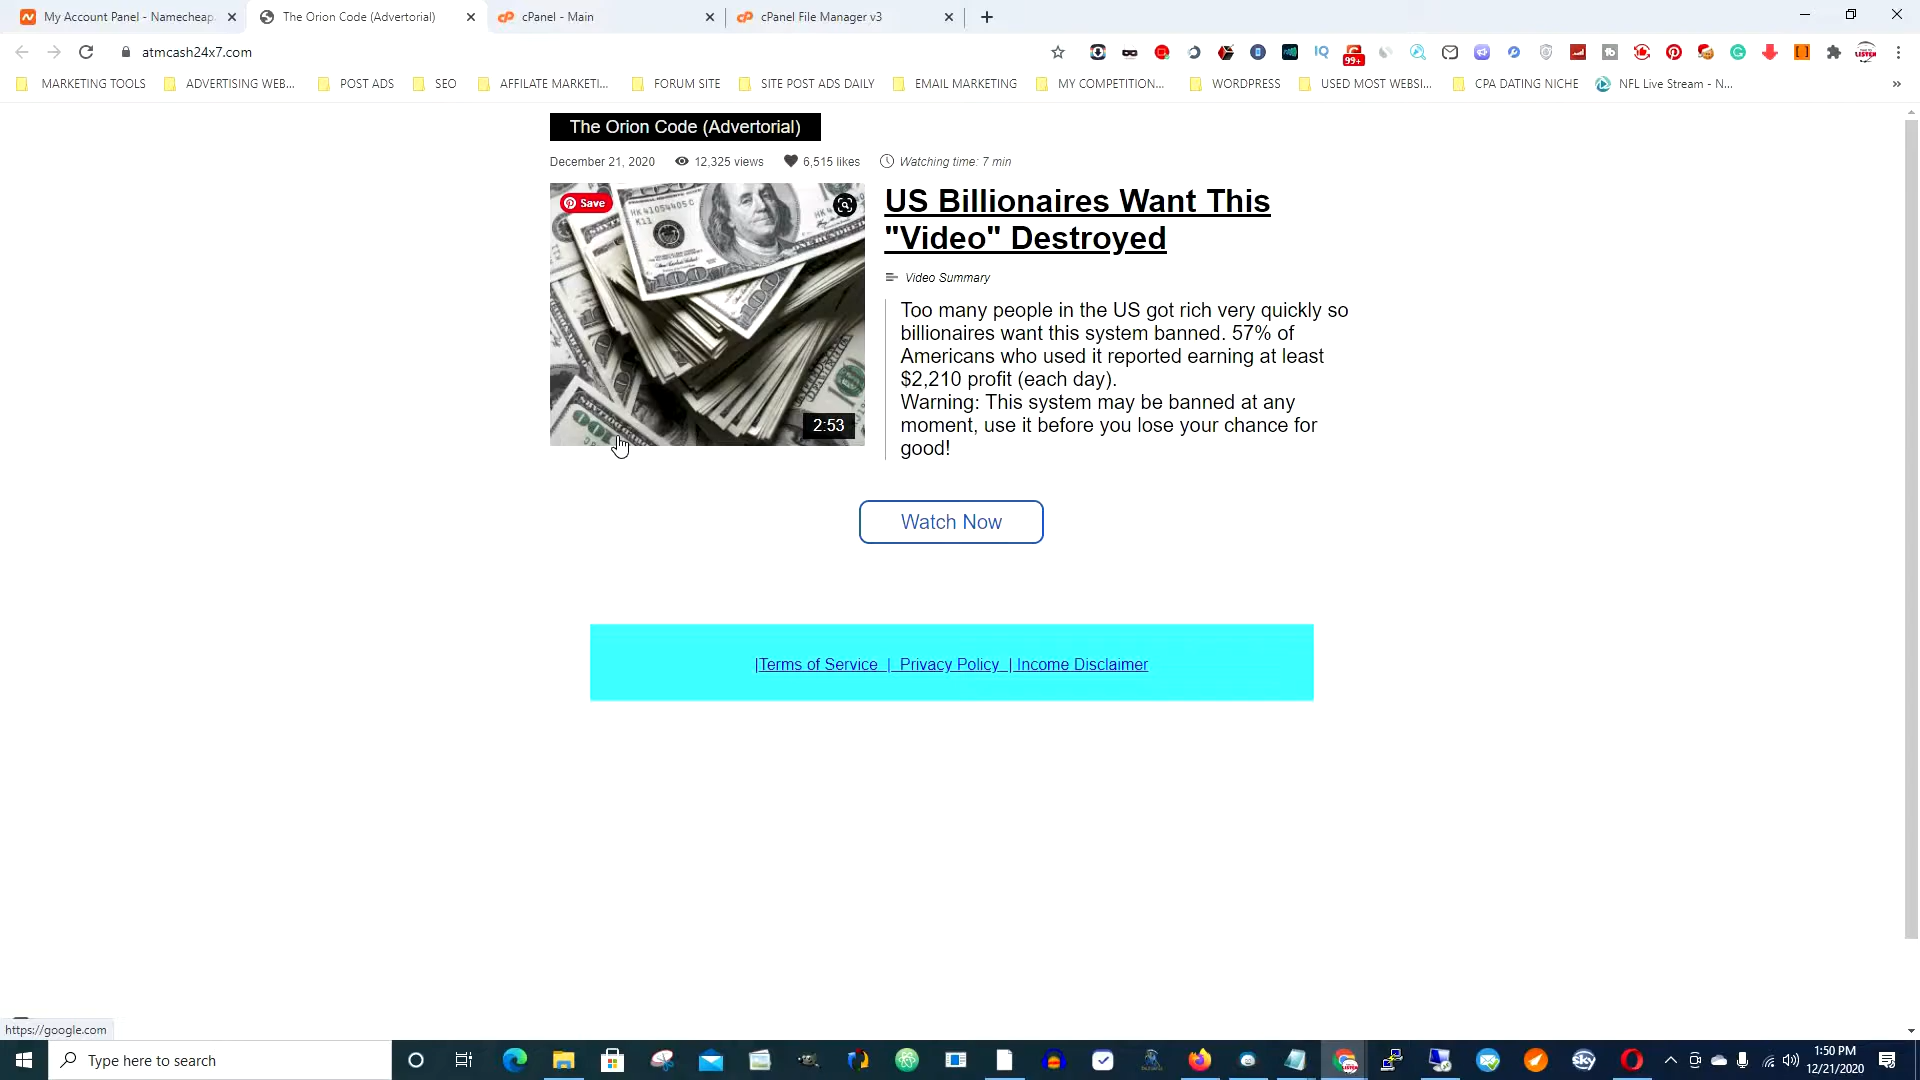 My Account Panel - Namecheap
The Orion Code (Advertorial)
cPanel - Main
cPanel File Manager v3
atmcash24x7.com
IQ
99+
MARKETING TOOLS
ADVERTISING WEB...
POST ADS
SEO
AFFILATE MARKETI...
FORUM SITE
SITE POST ADS DAILY
EMAIL MARKETING
MY COMPETITION...
WORDPRESS
USED MOST WEBSI...
CPA DATING NICHE
NFL Live Stream - N...
»
The Orion Code (Advertorial)
December 21, 2020
12,325 views
6,515 likes
Watching time: 7 min
Save
2:53
US Billionaires Want This
"Video" Destroyed
Video Summary
Too many people in the US got rich very quickly so
billionaires want this system banned. 57% of
Americans who used it reported earning at least
$2,210 profit (each day).
Warning: This system may be banned at any
moment, use it before you lose your chance for
good!
Watch Now
|Terms of Service | Privacy Policy | Income Disclaimer
https://google.com
Type here to search
sky
1:50 PM
12/21/2020